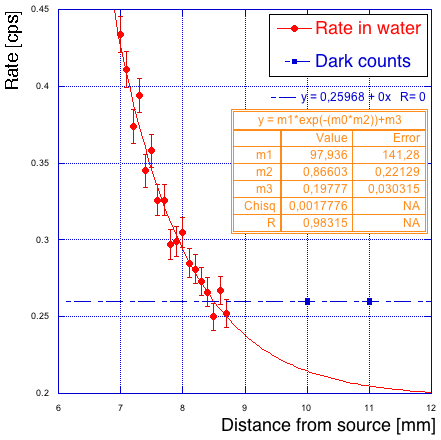 0.45
0.4
0.35
0.3
0.25
0.2
Rate [cps]
Rate in water
Dark counts
y = 0,25968 + 0x R= 0
y = m1*exp(-(m0*m2))+m3
Value Error
m1 97,936 141,28
m2 0,86603 0,22129
m3 0,19777 0,030315
Chisq 0,0017776 NA
R 0,98315 NA
6 7 8 9 10 11 12
Distance from source [mm]